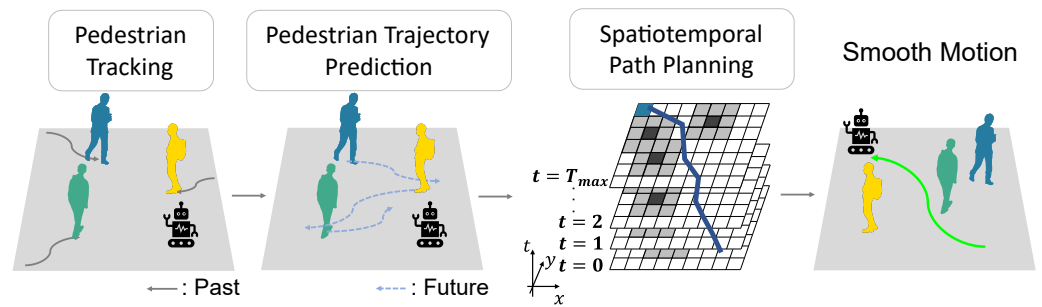 Pedestrian
Tracking
Pedestrian Trajectory
Prediction
Spatiotemporal
Path Planning
Smooth Motion
t = T_max
t = 2
t = 1
t = 0
t
y
x
: Past
: Future